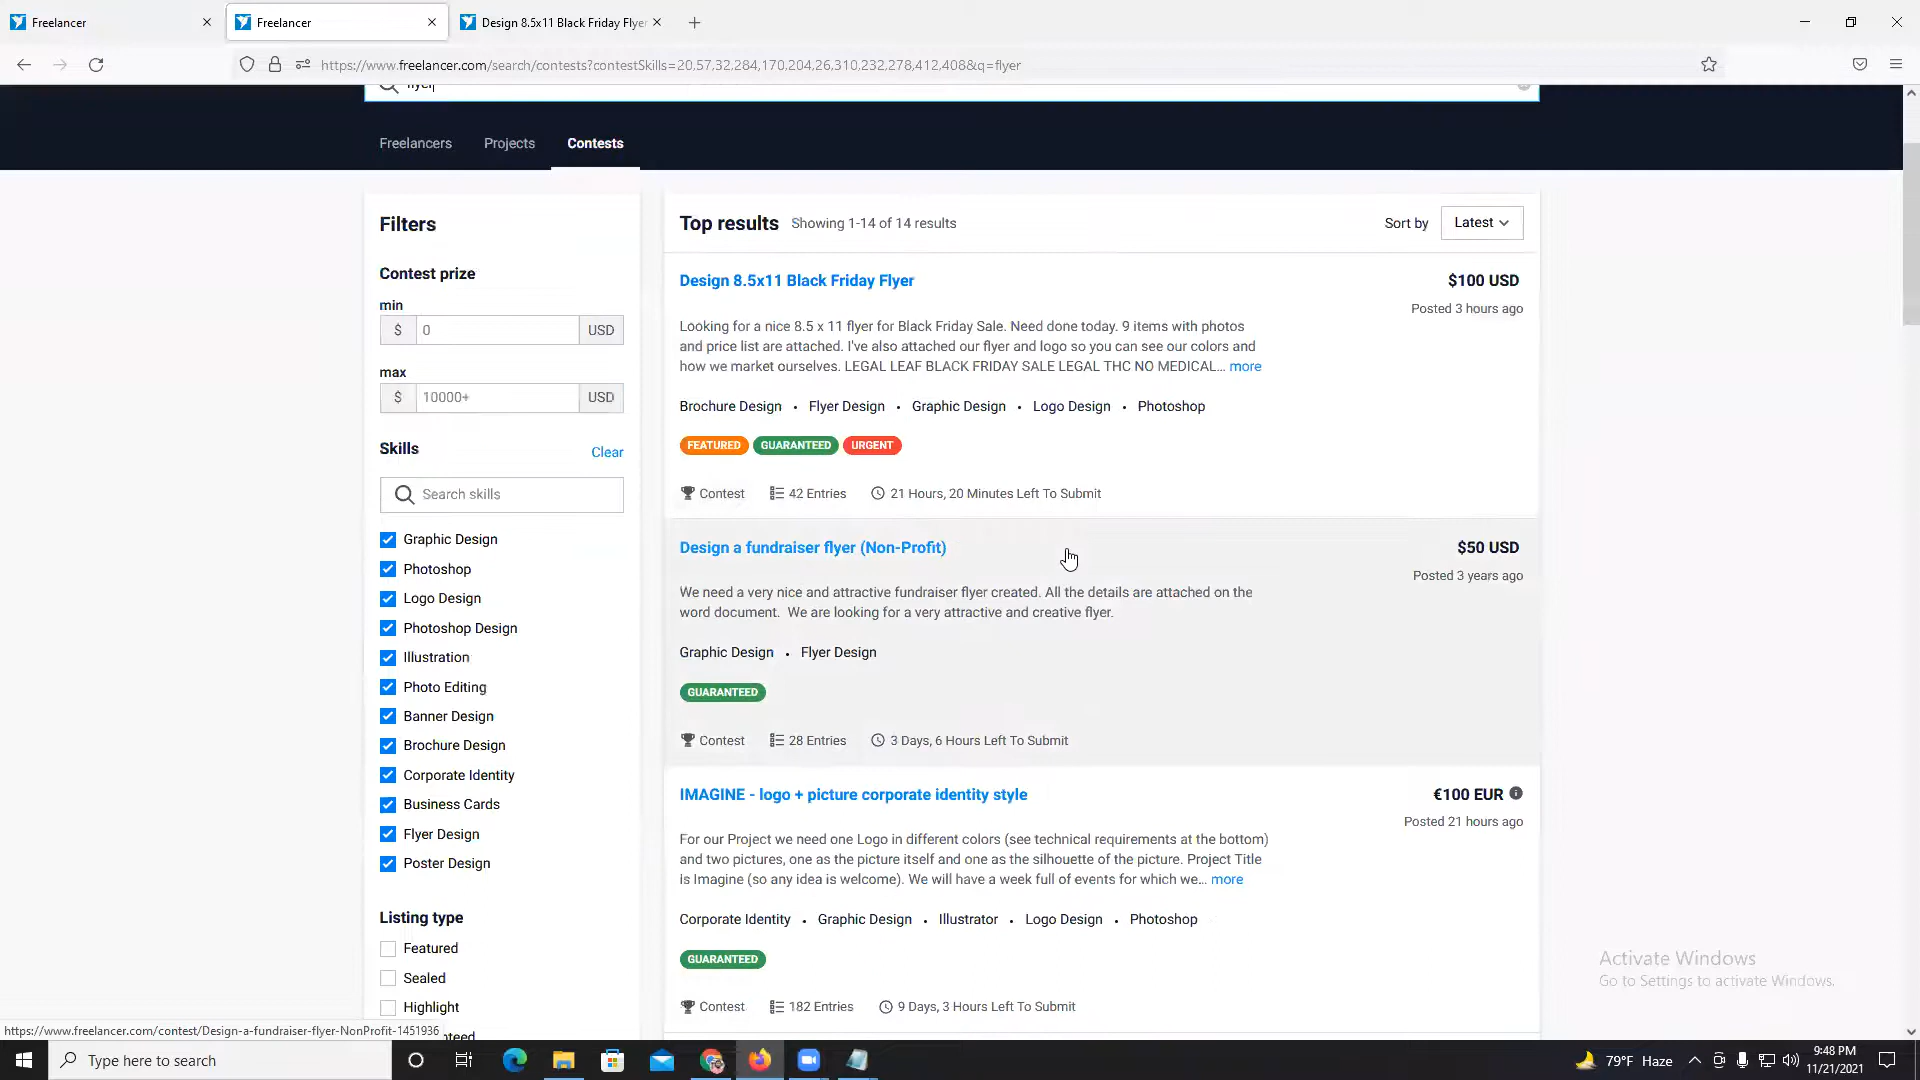 Freelancer
Freelancer
Design 8.5x11 Black Friday Flyer
https://www.freelancer.com/search/contests?contestSkills=20,57,32,284,170,204,26,310,232,278,412,408&q=flyer
flyer
Freelancers Projects Contests
Filters
Contest prize
min
$ 0 USD
max
$ 10000+ USD
Skills Clear
Search skills
Graphic Design
Photoshop
Logo Design
Photoshop Design
Illustration
Photo Editing
Banner Design
Brochure Design
Corporate Identity
Business Cards
Flyer Design
Poster Design
Listing type
Featured
Sealed
Highlight
Top results Showing 1-14 of 14 results Sort by Latest
Design 8.5x11 Black Friday Flyer $100 USD
Posted 3 hours ago
Looking for a nice 8.5 x 11 flyer for Black Friday Sale. Need done today. 9 items with photos
and price list are attached. I've also attached our flyer and logo so you can see our colors and
how we market ourselves. LEGAL LEAF BLACK FRIDAY SALE LEGAL THC NO MEDICAL... more
Brochure Design • Flyer Design • Graphic Design • Logo Design • Photoshop
FEATURED GUARANTEED URGENT
Contest 42 Entries 21 Hours, 20 Minutes Left To Submit
Design a fundraiser flyer (Non-Profit) $50 USD
Posted 3 years ago
We need a very nice and attractive fundraiser flyer created. All the details are attached on the
word document. We are looking for a very attractive and creative flyer.
Graphic Design • Flyer Design
GUARANTEED
Contest 28 Entries 3 Days, 6 Hours Left To Submit
IMAGINE - logo + picture corporate identity style €100 EUR
Posted 21 hours ago
For our Project we need one Logo in different colors (see technical requirements at the bottom)
and two pictures, one as the picture itself and one as the silhouette of the picture. Project Title
is Imagine (so any idea is welcome). We will have a week full of events for which we... more
Corporate Identity • Graphic Design • Illustrator • Logo Design • Photoshop
GUARANTEED
Contest 182 Entries 9 Days, 3 Hours Left To Submit
Activate Windows
Go to Settings to activate Windows.
https://www.freelancer.com/contest/Design-a-fundraiser-flyer-NonProfit-1451936
Type here to search
79°F Haze
9:48 PM
11/21/2021